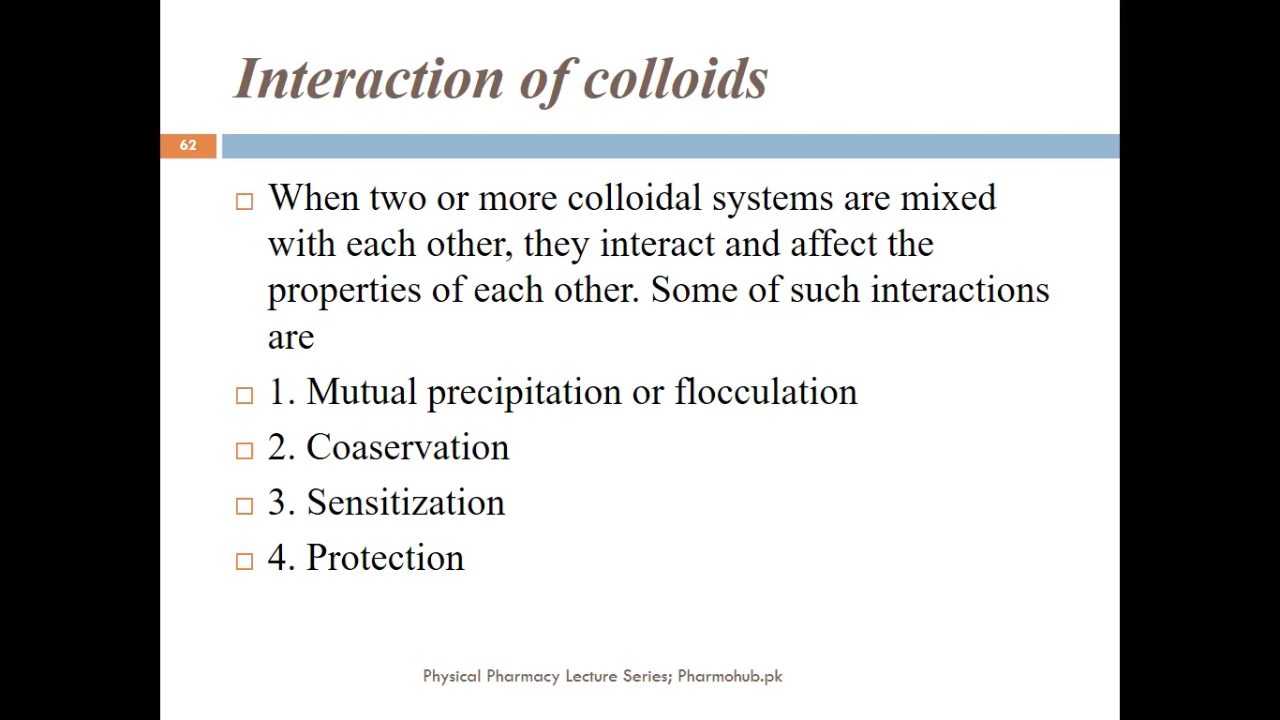 Interaction of colloids
62
When two or more colloidal systems are mixed
with each other, they interact and affect the
properties of each other. Some of such interactions
are
1. Mutual precipitation or flocculation
2. Coaservation
3. Sensitization
4. Protection
Physical Pharmacy Lecture Series; Pharmohub.pk